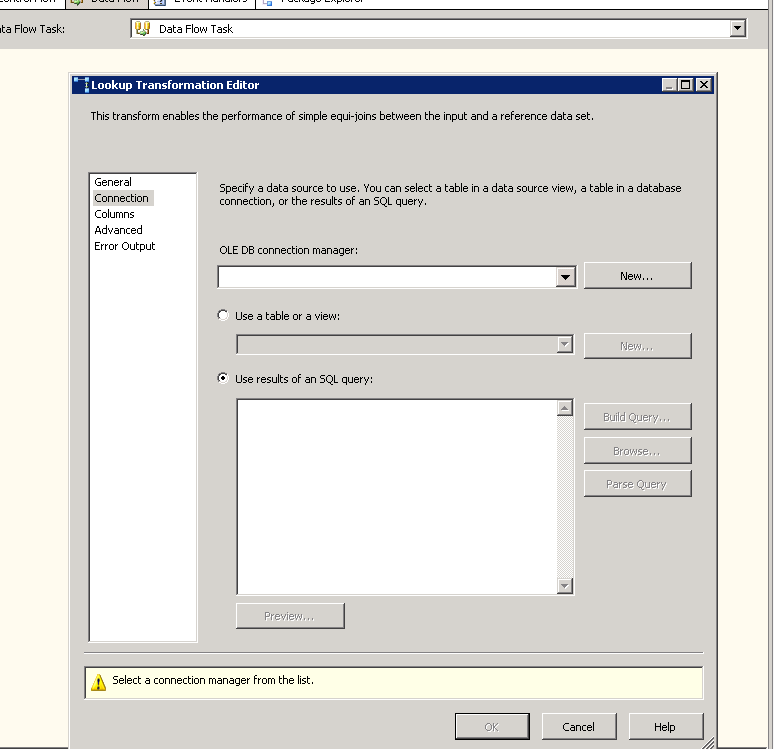 Data Flow
Event Handlers
Package Explorer
Data Flow Task:
Data Flow Task
Lookup Transformation Editor
This transform enables the performance of simple equi-joins between the input and a reference data set.
General
Connection
Columns
Advanced
Error Output
Specify a data source to use. You can select a table in a data source view, a table in a database
connection, or the results of an SQL query.
OLE DB connection manager:
New...
Use a table or a view:
New...
Use results of an SQL query:
Build Query...
Browse...
Parse Query
Preview...
Select a connection manager from the list.
OK
Cancel
Help